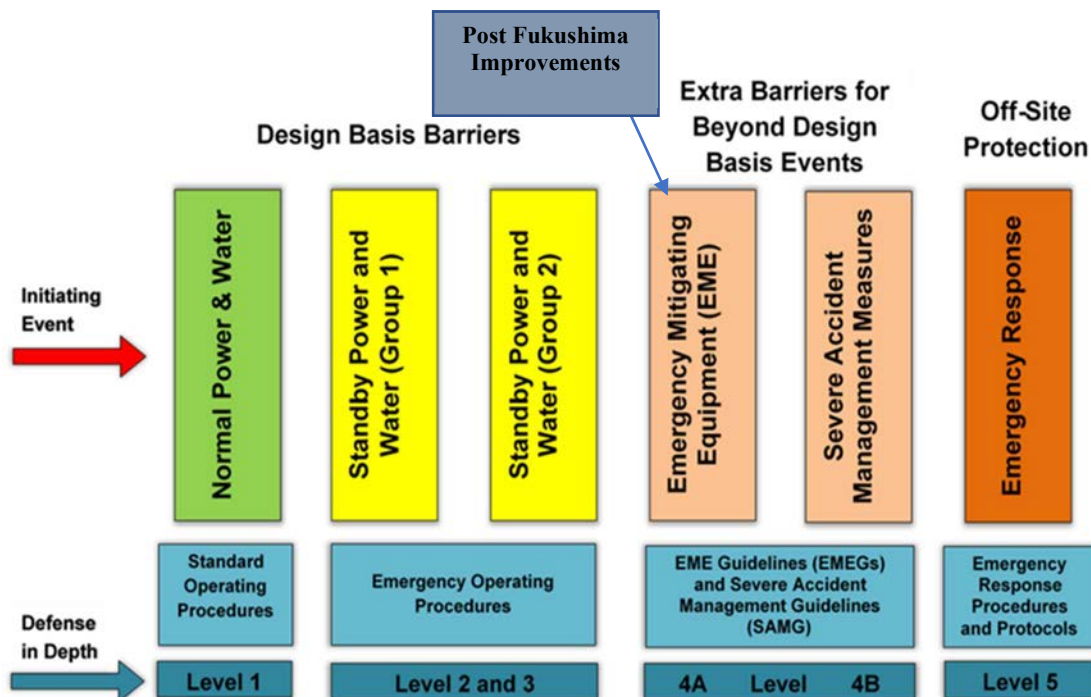 Post Fukushima
Improvements
Design Basis Barriers
Extra Barriers for
Beyond Design
Basis Events
Off-Site
Protection
Initiating
Event
Normal Power & Water
Standby Power and
Water (Group 1)
Standby Power and
Water (Group 2)
Emergency Mitigating
Equipment (EME)
Severe Accident
Management Measures
Emergency Response
Standard
Operating
Procedures
Emergency Operating
Procedures
EME Guidelines (EMEGs)
and Severe Accident
Management Guidelines
(SAMG)
Emergency
Response
Procedures
and Protocols
Defense
in Depth
Level 1
Level 2 and 3
4A Level 4B
Level 5